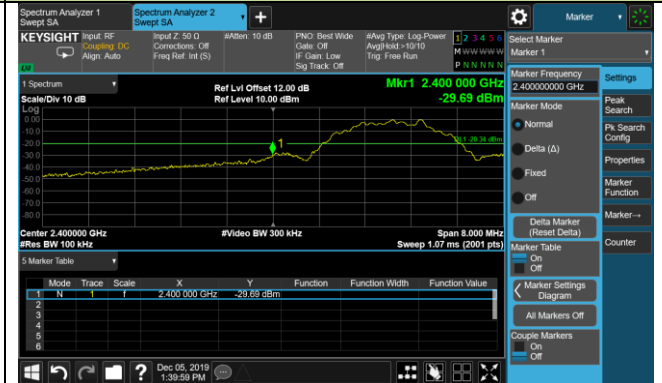 Spectrum Analyzer 1
Swept SA
Spectrum Analyzer 2
Swept SA
+
Marker
KEYSIGHT
Input: RF
Coupling: DC
Align: Auto
Input Z: 50 Ω
Corrections: Off
Freq Ref: Int (S)
#Atten: 10 dB
PNO: Best Wide
Gate: Off
IF Gain: Low
Sig Track: Off
#Avg Type: Log-Power
Avg|Hold:>10/10
Trig: Free Run
1 2 3 4 5 6
M W W W W W
P N N N N N
Select Marker
Marker 1
1 Spectrum
Scale/Div 10 dB
Log
Ref Lvl Offset 12.00 dB
Ref Level 10.00 dBm
Mkr1 2.400 000 GHz
-29.69 dBm
0.00
-10.0
-20.0
-30.0
-40.0
-50.0
-60.0
-70.0
-80.0
1
DL1 -20.34 dBm
Center 2.400000 GHz
#Res BW 100 kHz
#Video BW 300 kHz
Span 8.000 MHz
Sweep 1.07 ms (2001 pts)
5 Marker Table
Mode Trace Scale X Y Function Function Width Function Value
1 N 1 f 2.400 000 GHz -29.69 dBm
2
3
4
5
6
Marker Frequency
2.400000000 GHz
Marker Mode
Normal
Delta (Δ)
Fixed
Off
Delta Marker
(Reset Delta)
Marker Table
On
Off
Marker Settings
Diagram
All Markers Off
Couple Markers
On
Off
Settings
Peak
Search
Pk Search
Config
Properties
Marker
Function
Marker→
Counter
?
Dec 05, 2019
1:39:59 PM